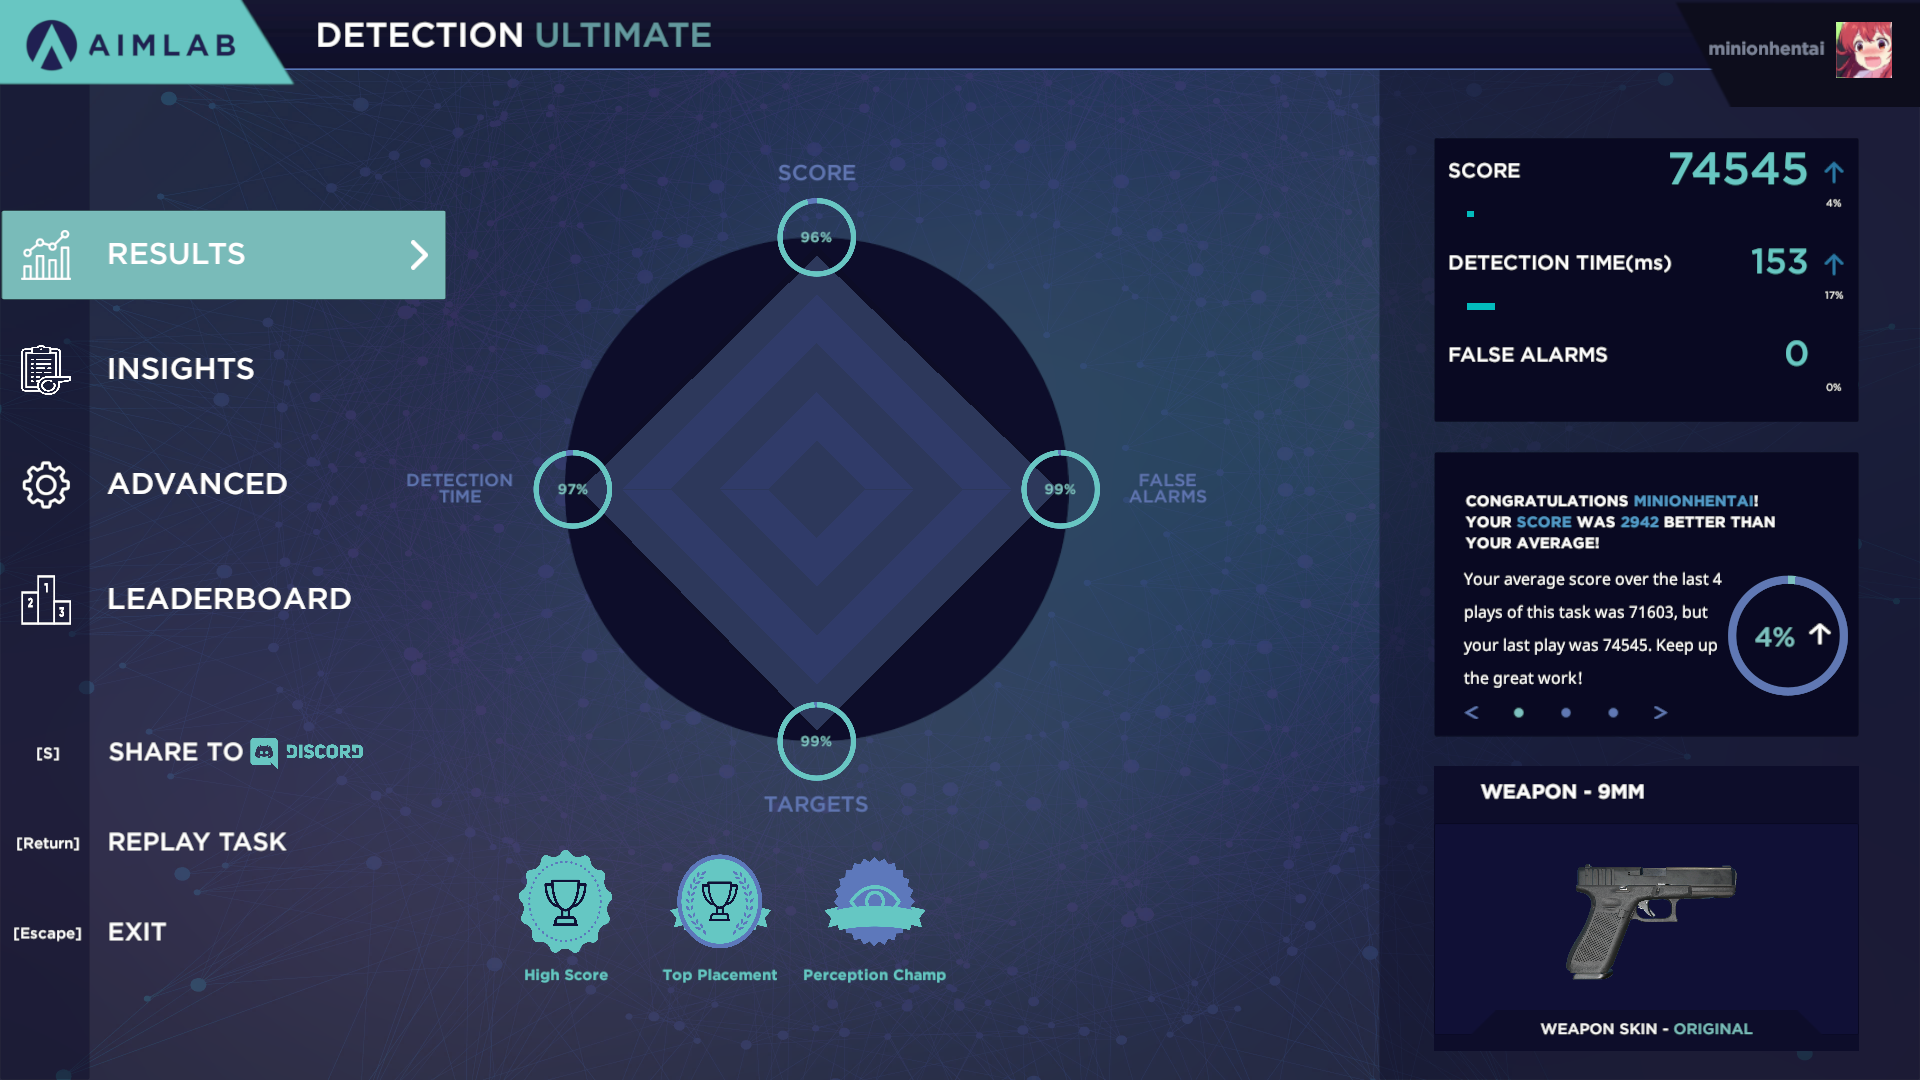 AIMLAB
DETECTION ULTIMATE
minionhentai
RESULTS
INSIGHTS
ADVANCED
LEADERBOARD
1
2
3
[S] SHARE TO DISCORD
[Return] REPLAY TASK
[Escape] EXIT
SCORE
96%
DETECTION
TIME
97%
99%
FALSE
ALARMS
99%
TARGETS
High Score
Top Placement
Perception Champ
SCORE 74545
4%
DETECTION TIME(ms) 153
17%
FALSE ALARMS 0
0%
CONGRATULATIONS MINIONHENTAI!
YOUR SCORE WAS 2942 BETTER THAN
YOUR AVERAGE!
Your average score over the last 4
plays of this task was 71603, but
your last play was 74545. Keep up
the great work!
4%
< >
WEAPON - 9MM
WEAPON SKIN - ORIGINAL